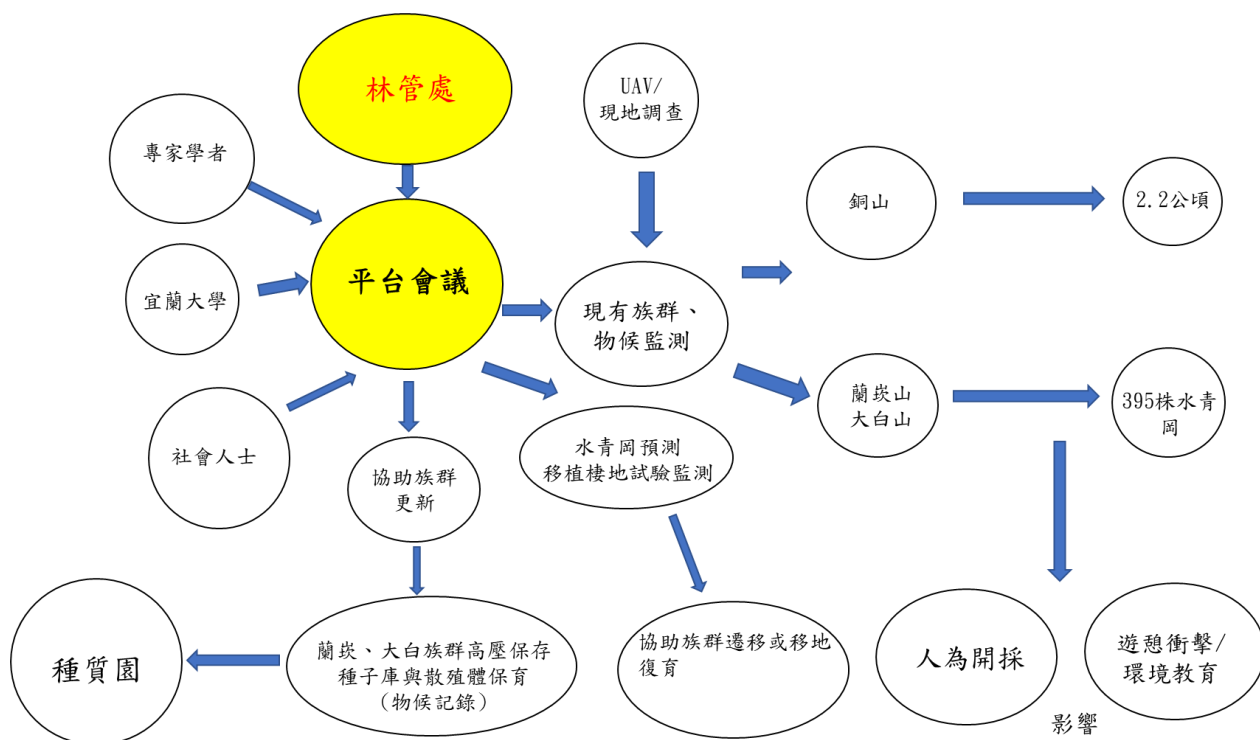 林管處
UAV/
現地調查
專家學者
銅山
2.2公頃
平台會議
宜蘭大學
現有族群、
物候監測
蘭崁山
大白山
395株水青
岡
社會人士
協助族群
更新
水青岡預測
移植棲地試驗監測
種質園
蘭崁、大白族群高壓保存
種子庫與散殖體保育
(物候記錄)
協助族群遷移或移地
復育
人為開採
遊憩衝擊/
環境教育
影響